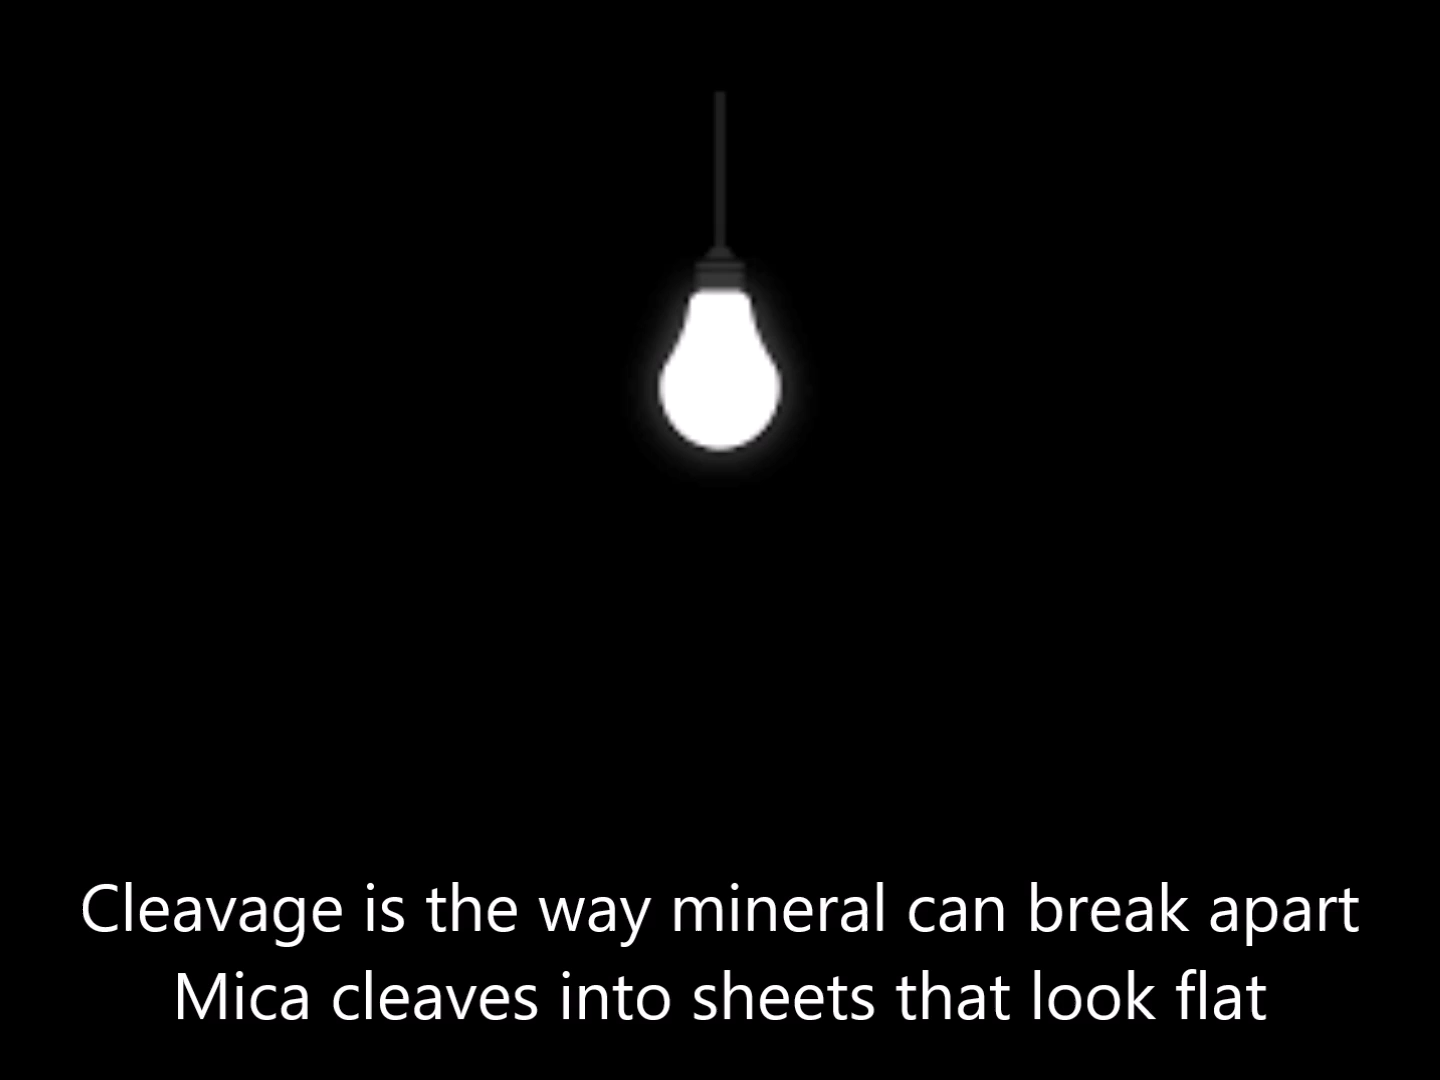 Cleavage is the way mineral can break apart
Mica cleaves into sheets that look flat